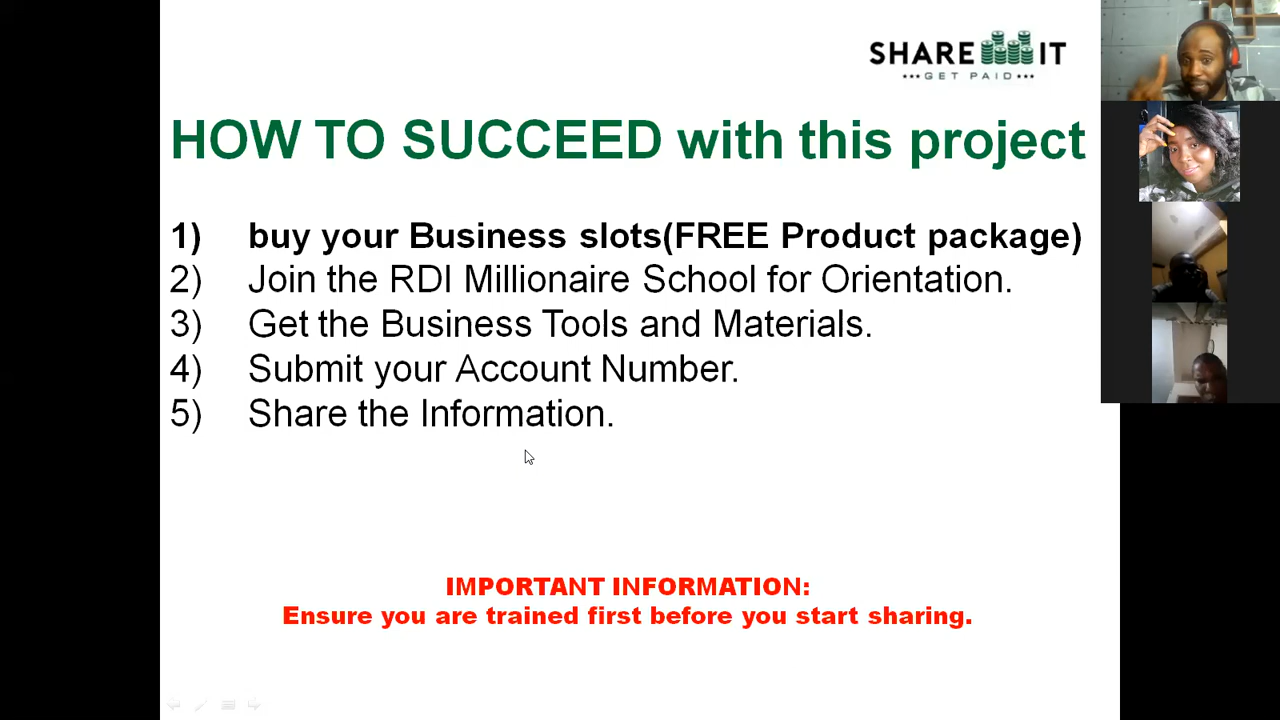 SHARE IT
GET PAID
HOW TO SUCCEED with this project
1) buy your Business slots(FREE Product package)
2) Join the RDI Millionaire School for Orientation.
3) Get the Business Tools and Materials.
4) Submit your Account Number.
5) Share the Information.
IMPORTANT INFORMATION:
Ensure you are trained first before you start sharing.